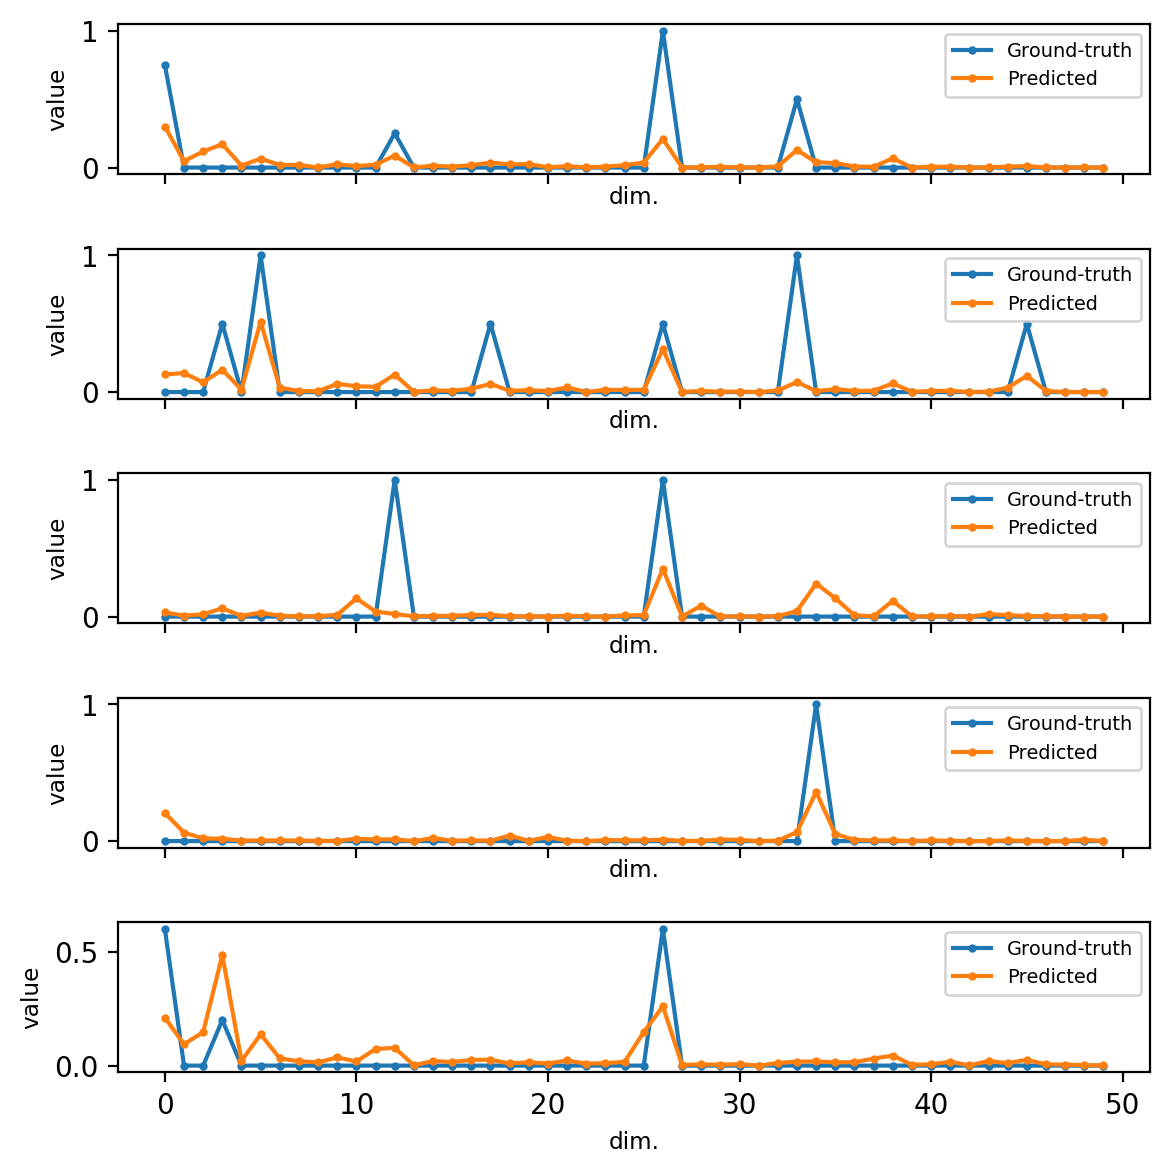 1
value
0
Ground-truth
Predicted
dim.
1
value
0
Ground-truth
Predicted
dim.
1
value
0
Ground-truth
Predicted
dim.
1
value
0
Ground-truth
Predicted
dim.
0.5
value
0.0
Ground-truth
Predicted
0 10 20 30 40 50
dim.